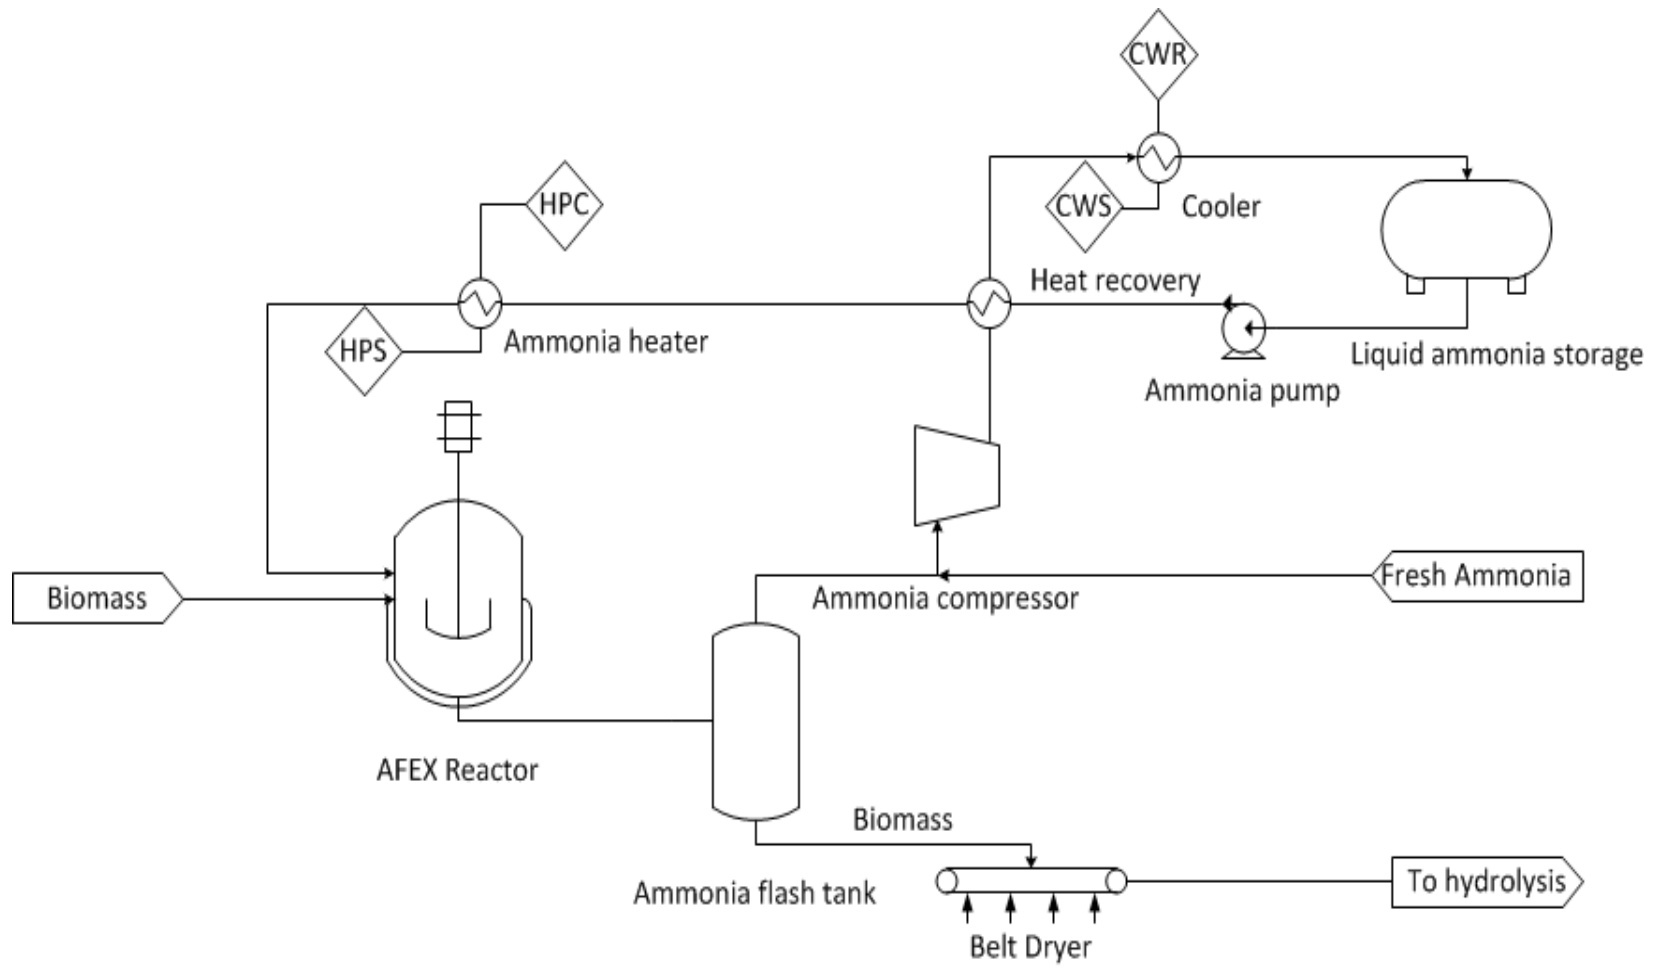 CWR
HPC
CWS
Cooler
Heat recovery
HPS
Ammonia heater
Liquid ammonia storage
Ammonia pump
Biomass
Fresh Ammonia
Ammonia compressor
AFEX Reactor
Biomass
Ammonia flash tank
To hydrolysis
Belt Dryer